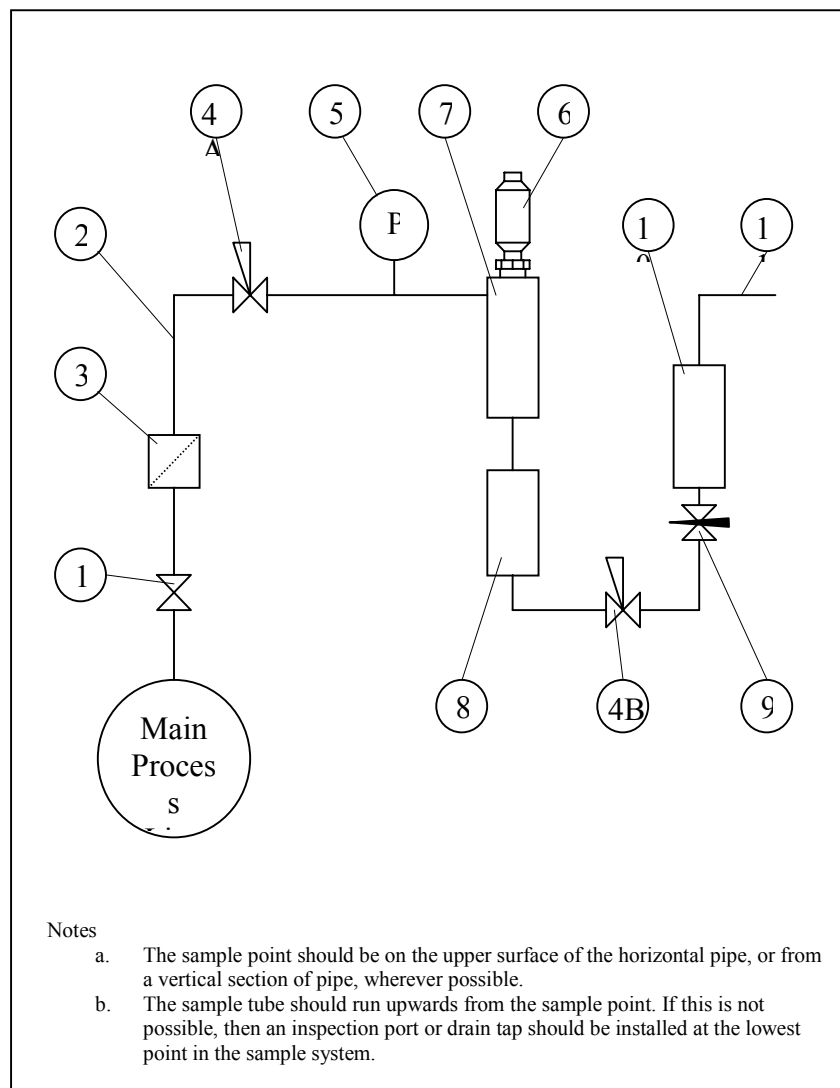 4
5
7
6
2
P
3
1
8
4B
9
Main
Proces
s
Notes
a. The sample point should be on the upper surface of the horizontal pipe, or from
a vertical section of pipe, wherever possible.
b. The sample tube should run upwards from the sample point. If this is not
possible, then an inspection port or drain tap should be installed at the lowest
point in the sample system.